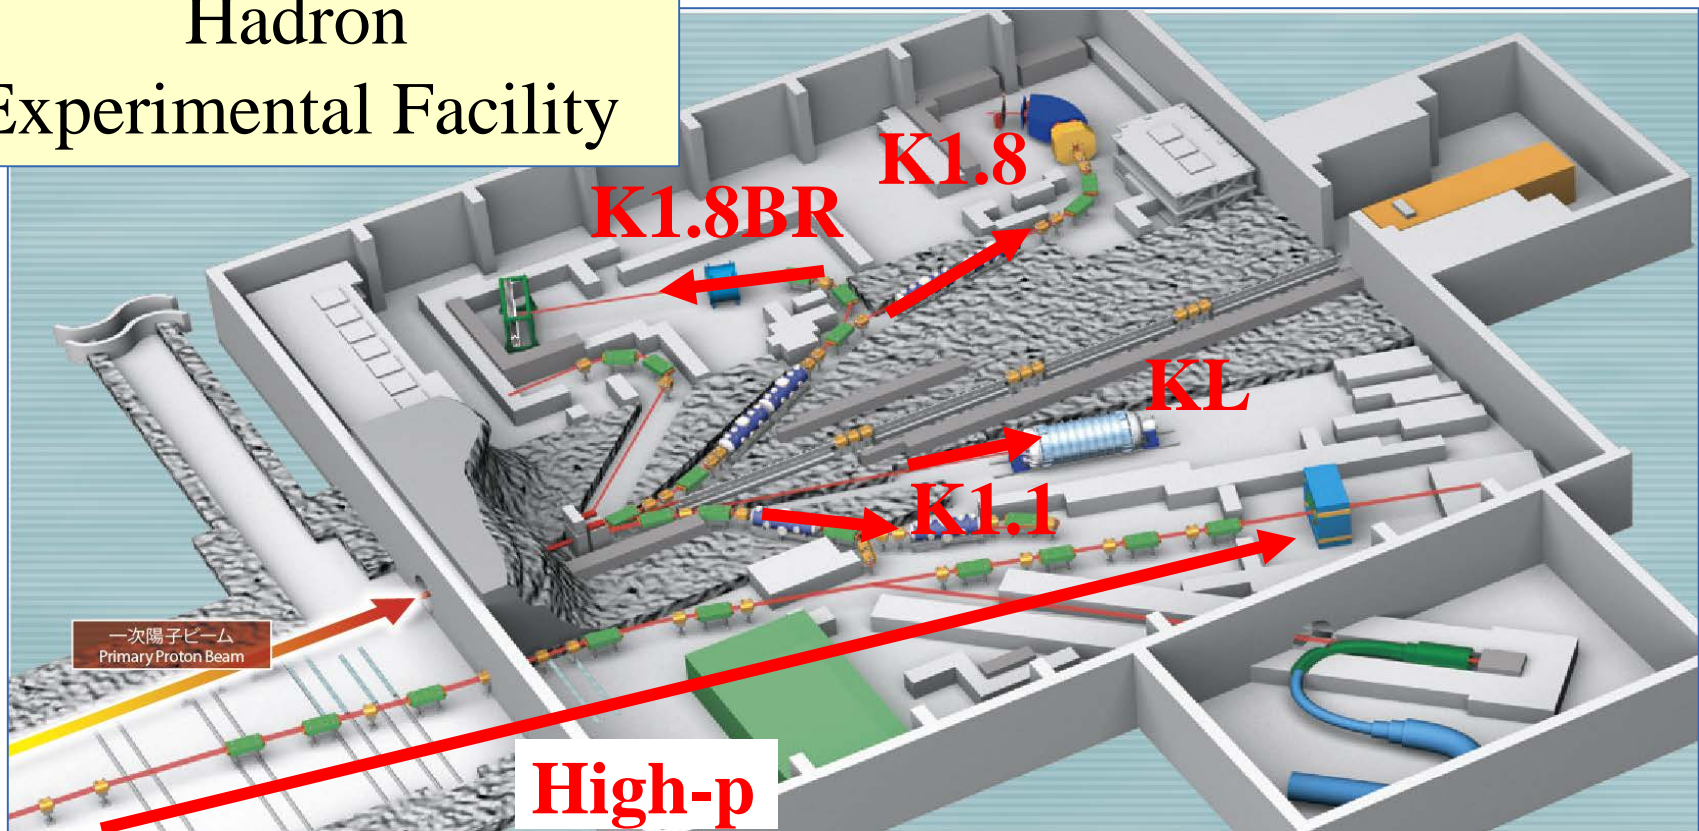 Hadron
Experimental Facility
K1.8
K1.8BR
KL
K1.1
一次陽子ビーム
Primary Proton Beam
High-p